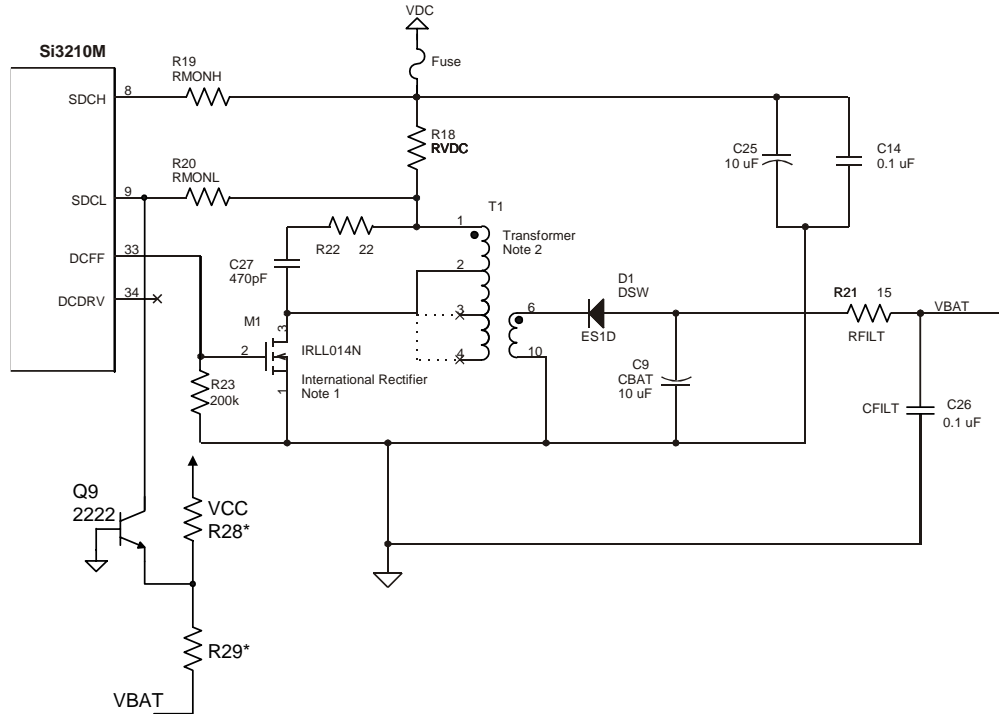 VDC
Si3210M
Fuse
R19
RMONH
SDCH
8
R18
RVDC
C25
10 uF
C14
0.1 uF
R20
RMONL
SDCL
9
T1
1
Transformer
Note 2
R22 22
DCFF
33
C27
470pF
2
D1
DSW
DCDRV
34
R21 15
VBAT
M1
3
3
6
ES1D
RFILT
2
IRLL014N
4
10
C9
CBAT
10 uF
R23
200k
International Rectifier
Note 1
1
CFILT
C26
0.1 uF
Q9
2222
VCC
R28*
R29*
VBAT